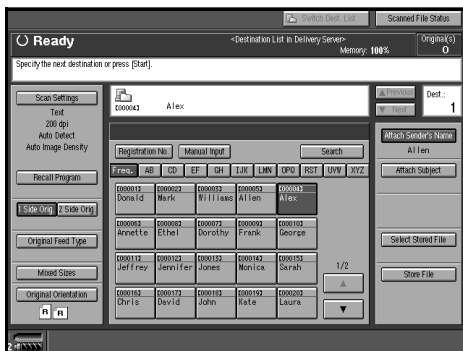 Switch Dest. List
Scanned File Status
Ready
<Destination List in Delivery Server>
Memory: 100%
Original(s)
0
Specify the next destination or press [Start].
Scan Settings
Text
200 dpi
Auto Detect
Auto Image Density
Recall Program
1 Side Orig.
2 Side Orig.
Original Feed Type
Mixed Sizes
Original Orientation
R R
[00004]
Alex
▲ Previous
▼ Next
Dest.:
1
Registration No.
Manual Input
Search
Freq. AB CD EF GH IJK LMN OPQ RST UVW XYZ
[00001] [00002] [00003] [00005] [00004]
Donald Mark Williams Allen Alex
[00006] [00008] [00007] [00009] [00010]
Annette Ethel Dorothy Frank George
[00011] [00012] [00013] [00014] [00015]
Jeffrey Jennifer Jones Monica Sarah
[00016] [00017] [00018] [00019] [00020]
Chris David John Kate Laura
1/2
▲
▼
Attach Sender's Name
Allen
Attach Subject
Select Stored File
Store File
2